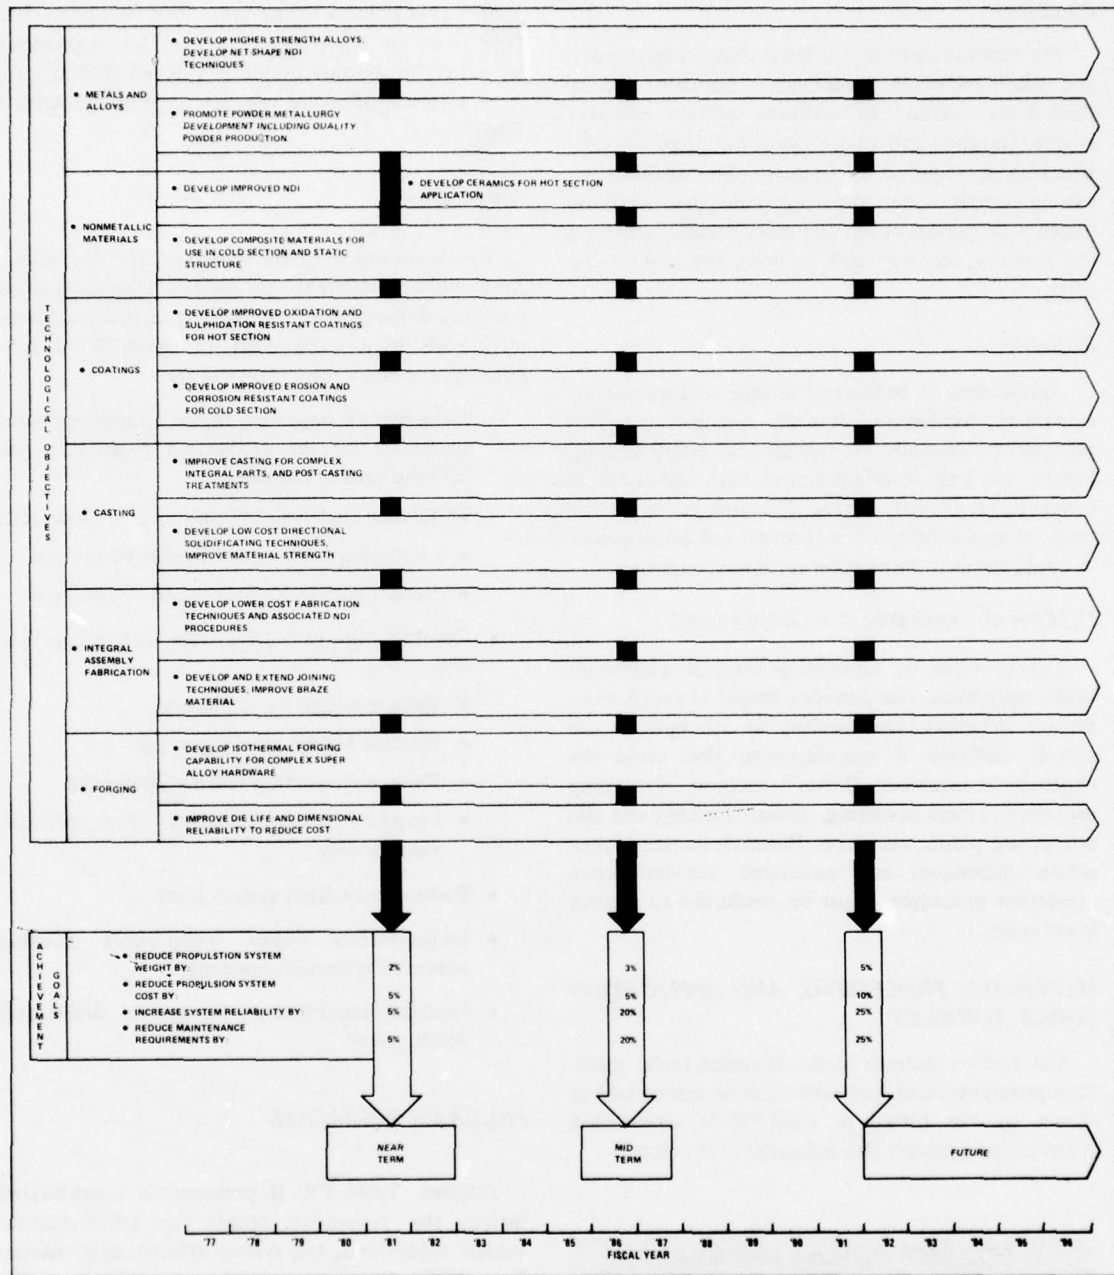 • METALS AND
ALLOYS
• DEVELOP HIGHER STRENGTH ALLOYS,
DEVELOP NET SHAPE NDI
TECHNIQUES
• PROMOTE POWDER METALLURGY
DEVELOPMENT INCLUDING QUALITY
POWDER PRODUCTION
• NONMETALLIC
MATERIALS
• DEVELOP IMPROVED NDI
• DEVELOP CERAMICS FOR HOT SECTION
APPLICATION
• DEVELOP COMPOSITE MATERIALS FOR
USE IN COLD SECTION AND STATIC
STRUCTURE
TECHNOLOGICAL OBJECTIVES
• COATINGS
• DEVELOP IMPROVED OXIDATION AND
SULPHIDATION RESISTANT COATINGS
FOR HOT SECTION
• DEVELOP IMPROVED EROSION AND
CORROSION RESISTANT COATINGS
FOR COLD SECTION
• CASTING
• IMPROVE CASTING FOR COMPLEX
INTEGRAL PARTS, AND POST CASTING
TREATMENTS
• DEVELOP LOW COST DIRECTIONAL
SOLIDIFICATING TECHNIQUES,
IMPROVE MATERIAL STRENGTH
• INTEGRAL
ASSEMBLY
FABRICATION
• DEVELOP LOWER COST FABRICATION
TECHNIQUES AND ASSOCIATED NDI
PROCEDURES
• DEVELOP AND EXTEND JOINING
TECHNIQUES, IMPROVE BRAZE
MATERIAL
• FORGING
• DEVELOP ISOTHERMAL FORGING
CAPABILITY FOR COMPLEX SUPER
ALLOY HARDWARE
• IMPROVE DIE LIFE AND DIMENSIONAL
RELIABILITY TO REDUCE COST
ACHIEVEMENT
GOALS
• REDUCE PROPULSTION SYSTEM
WEIGHT BY: 2% 3% 5%
• REDUCE PROPULSION SYSTEM
COST BY: 5% 5% 10%
• INCREASE SYSTEM RELIABILITY BY: 5% 20% 25%
• REDUCE MAINTENANCE
REQUIREMENTS BY: 5% 20% 25%
NEAR
TERM
MID
TERM
FUTURE
'77 '78 '79 '80 '81 '82 '83 '84 '85 '86 '87 '88 '89 '90 '91 '92 '93 '94 '95 '96
FISCAL YEAR